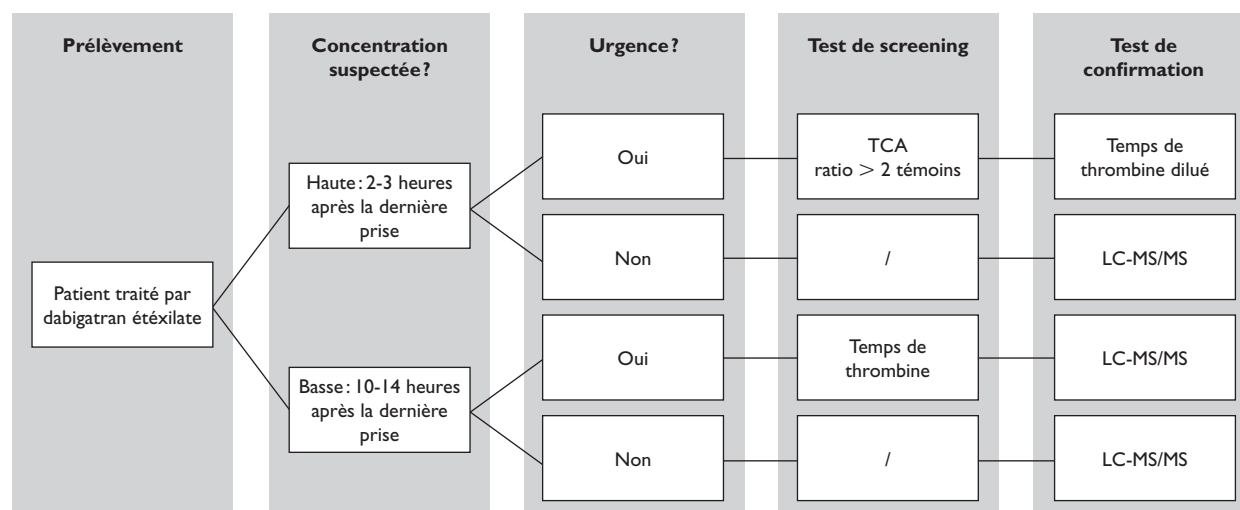 Prélèvement
Concentration
suspectée?
Urgence?
Test de screening
Test de
confirmation
Patient traité par
dabigatran étéxilate
Haute: 2-3 heures
après la dernière
prise
Basse: 10-14 heures
après la dernière
prise
Oui
Non
Oui
Non
TCA
ratio > 2 témoins
/
Temps de
thrombine
/
Temps de
thrombine dilué
LC-MS/MS
LC-MS/MS
LC-MS/MS